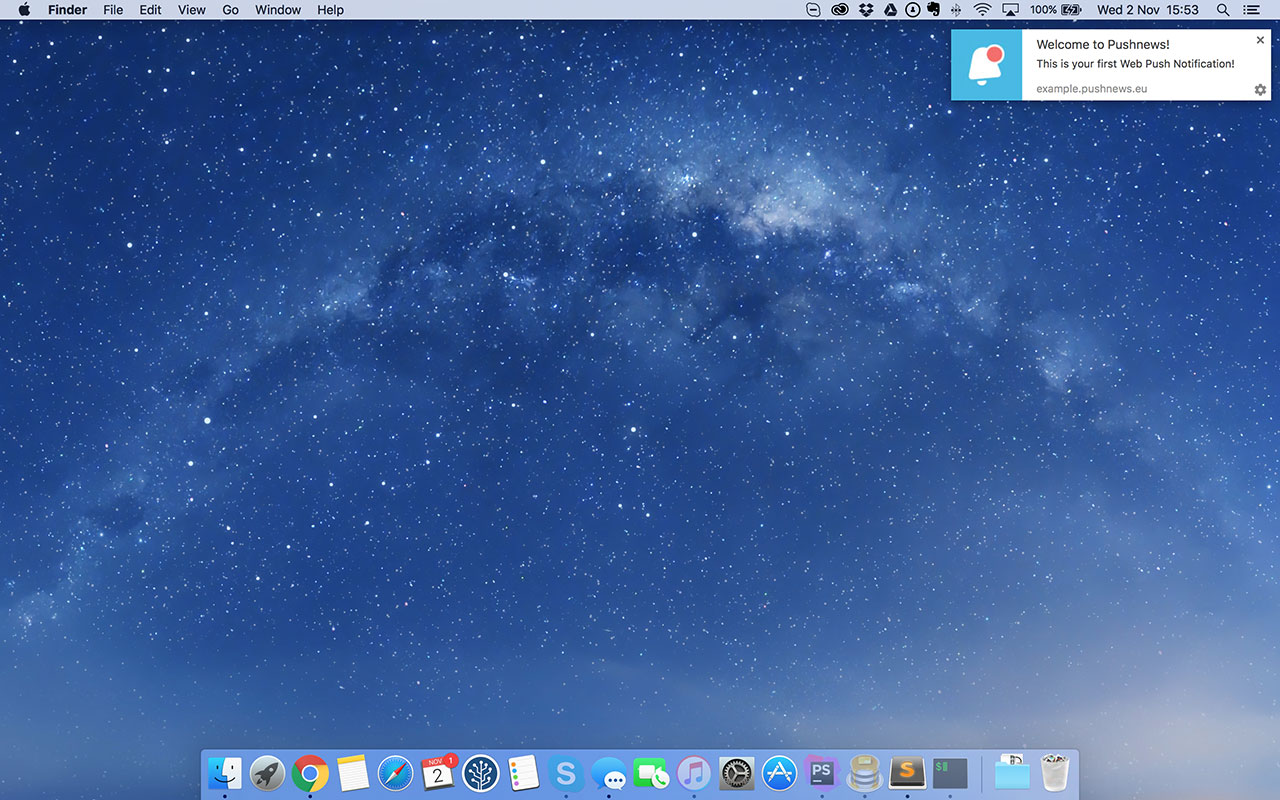 Finder File Edit View Go Window Help 100% Wed 2 Nov 15:53
Welcome to Pushnews!
This is your first Web Push Notification!
example.pushnews.eu
NOV 1
2
S
PS
S
$